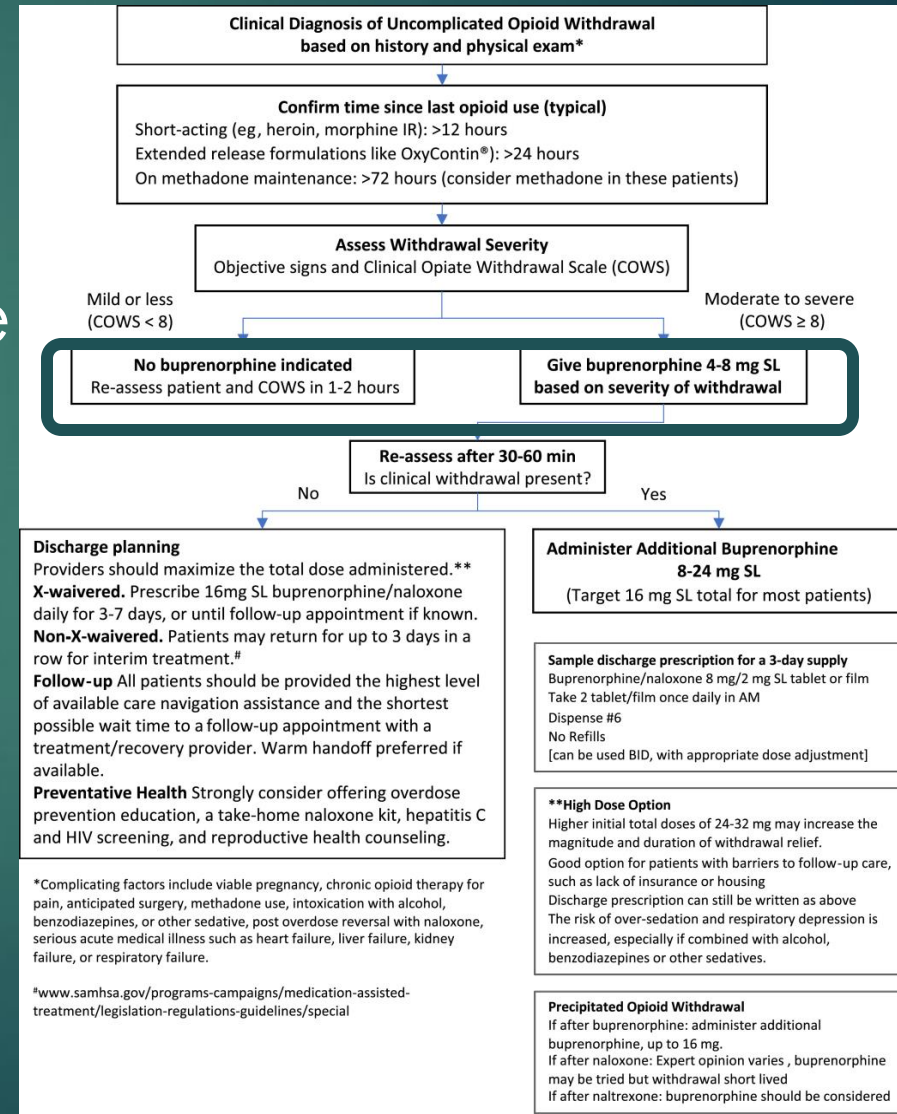 Clinical Diagnosis of Uncomplicated Opioid Withdrawal
based on history and physical exam*
Confirm time since last opioid use (typical)
Short-acting (eg, heroin, morphine IR): >12 hours
Extended release formulations like OxyContin®): >24 hours
On methadone maintenance: >72 hours (consider methadone in these patients)
Assess Withdrawal Severity
Objective signs and Clinical Opiate Withdrawal Scale (COWS)
Mild or less
(COWS < 8)
Moderate to severe
(COWS ≥ 8)
e
No buprenorphine indicated
Re-assess patient and COWS in 1-2 hours
Give buprenorphine 4-8 mg SL
based on severity of withdrawal
Re-assess after 30-60 min
Is clinical withdrawal present?
No
Yes
Discharge planning
Providers should maximize the total dose administered.**
X-waivered. Prescribe 16mg SL buprenorphine/naloxone
daily for 3-7 days, or until follow-up appointment if known.
Non-X-waivered. Patients may return for up to 3 days in a
row for interim treatment.#
Follow-up All patients should be provided the highest level
of available care navigation assistance and the shortest
possible wait time to a follow-up appointment with a
treatment/recovery provider. Warm handoff preferred if
available.
Preventative Health Strongly consider offering overdose
prevention education, a take-home naloxone kit, hepatitis C
and HIV screening, and reproductive health counseling.
Administer Additional Buprenorphine
8-24 mg SL
(Target 16 mg SL total for most patients)
Sample discharge prescription for a 3-day supply
Buprenorphine/naloxone 8 mg/2 mg SL tablet or film
Take 2 tablet/film once daily in AM
Dispense #6
No Refills
[can be used BID, with appropriate dose adjustment]
**High Dose Option
Higher initial total doses of 24-32 mg may increase the
magnitude and duration of withdrawal relief.
Good option for patients with barriers to follow-up care,
such as lack of insurance or housing
Discharge prescription can still be written as above
The risk of over-sedation and respiratory depression is
increased, especially if combined with alcohol,
benzodiazepines or other sedatives.
*Complicating factors include viable pregnancy, chronic opioid therapy for
pain, anticipated surgery, methadone use, intoxication with alcohol,
benzodiazepines, or other sedative, post overdose reversal with naloxone,
serious acute medical illness such as heart failure, liver failure, kidney
failure, or respiratory failure.
#www.samhsa.gov/programs-campaigns/medication-assisted-
treatment/legislation-regulations-guidelines/special
Precipitated Opioid Withdrawal
If after buprenorphine: administer additional
buprenorphine, up to 16 mg.
If after naloxone: Expert opinion varies , buprenorphine
may be tried but withdrawal short lived
If after naltrexone: buprenorphine should be considered